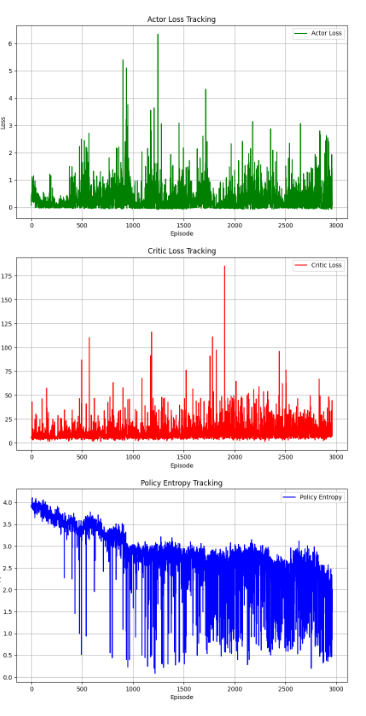 Actor Loss Tracking
Actor Loss
6
5
4
3
2
1
0
Loss
0 500 1000 1500 2000 2500 3000
Episode
Critic Loss Tracking
Critic Loss
175
150
125
100
75
50
25
0
0 500 1000 1500 2000 2500 3000
Episode
Policy Entropy Tracking
Policy Entropy
4.0
3.5
3.0
2.5
2.0
1.5
1.0
0.5
0.0
0 500 1000 1500 2000 2500 3000
Episode